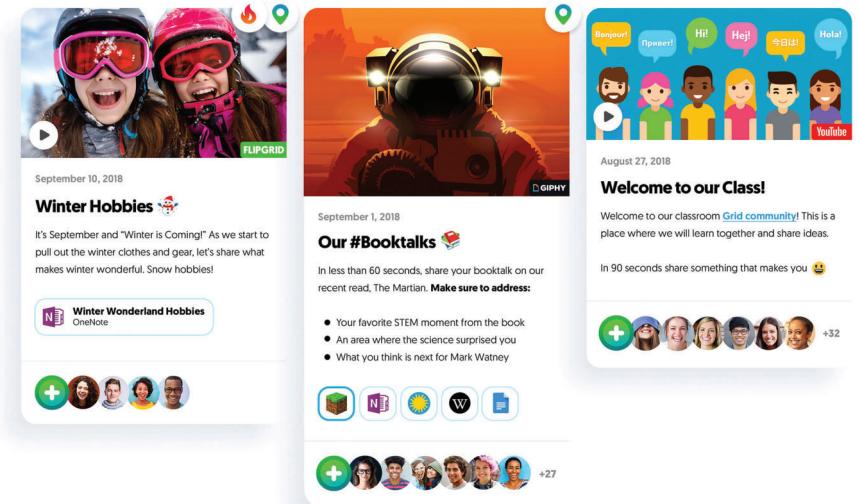 FLIPGRID
September 10, 2018
Winter Hobbies
It's September and "Winter is Coming!" As we start to
pull out the winter clothes and gear, let's share what
makes winter wonderful. Snow hobbies!
N
Winter Wonderland Hobbies
OneNote
GIPHY
September 1, 2018
Our #Booktalks
In less than 60 seconds, share your booktalk on our
recent read, The Martian. Make sure to address:
Your favorite STEM moment from the book
An area where the science surprised you
What you think is next for Mark Watney
N
W
+27
Bonjour!
Привет!
Hi!
Hej!
今日は!
Hola!
YouTube
August 27, 2018
Welcome to our Class!
Welcome to our classroom Grid community! This is a
place where we will learn together and share ideas.
In 90 seconds share something that makes you
+32